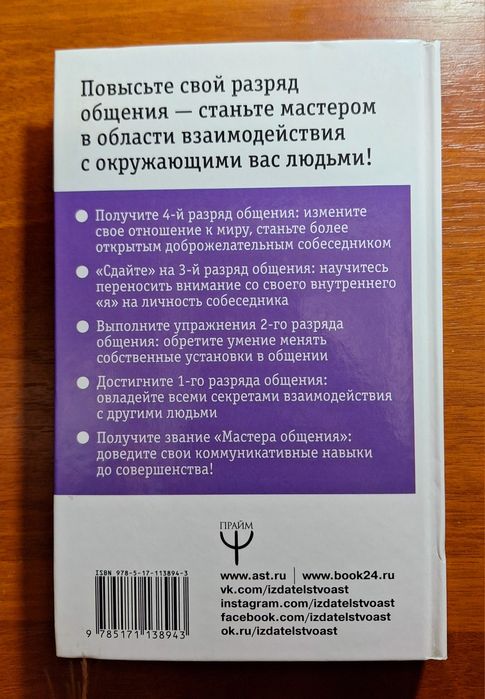 Повысьте свой разряд
общения — станьте мастером
в области взаимодействия
с окружающими вас людьми!
Получите 4-й разряд общения: измените
свое отношение к миру, станьте более
открытым доброжелательным собеседником
«Сдайте» на 3-й разряд общения: научитесь
переносить внимание со своего внутреннего
«я» на личность собеседника
Выполните упражнения 2-го разряда
общения: обретите умение менять
собственные установки в общении
Достигните 1-го разряда общения:
овладейте всеми секретами взаимодействия
с другими людьми
Получите звание «Мастера общения»:
доведите свои коммуникативные навыки
до совершенства!
ПРАЙМ
ISBN 978-5-17-113894-3
9 785171 138943
www.ast.ru | www.book24.ru
vk.com/izdatelstvoast
instagram.com/izdatelstvoast
facebook.com/izdatelstvoast
ok.ru/izdatelstvoast